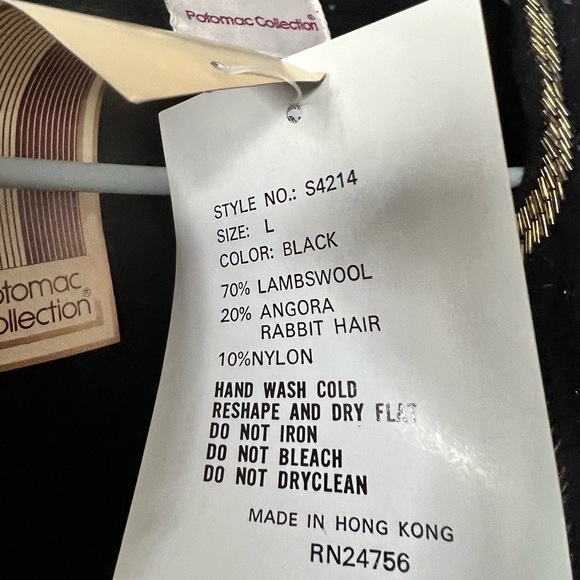 Potomac Collection®
STYLE NO.: S4214
SIZE: L
COLOR: BLACK
70% LAMBSWOOL
20% ANGORA
RABBIT HAIR
10%NYLON
HAND WASH COLD
RESHAPE AND DRY FLAT
DO NOT IRON
DO NOT BLEACH
DO NOT DRYCLEAN
MADE IN HONG KONG
RN24756
otomac
ollection®